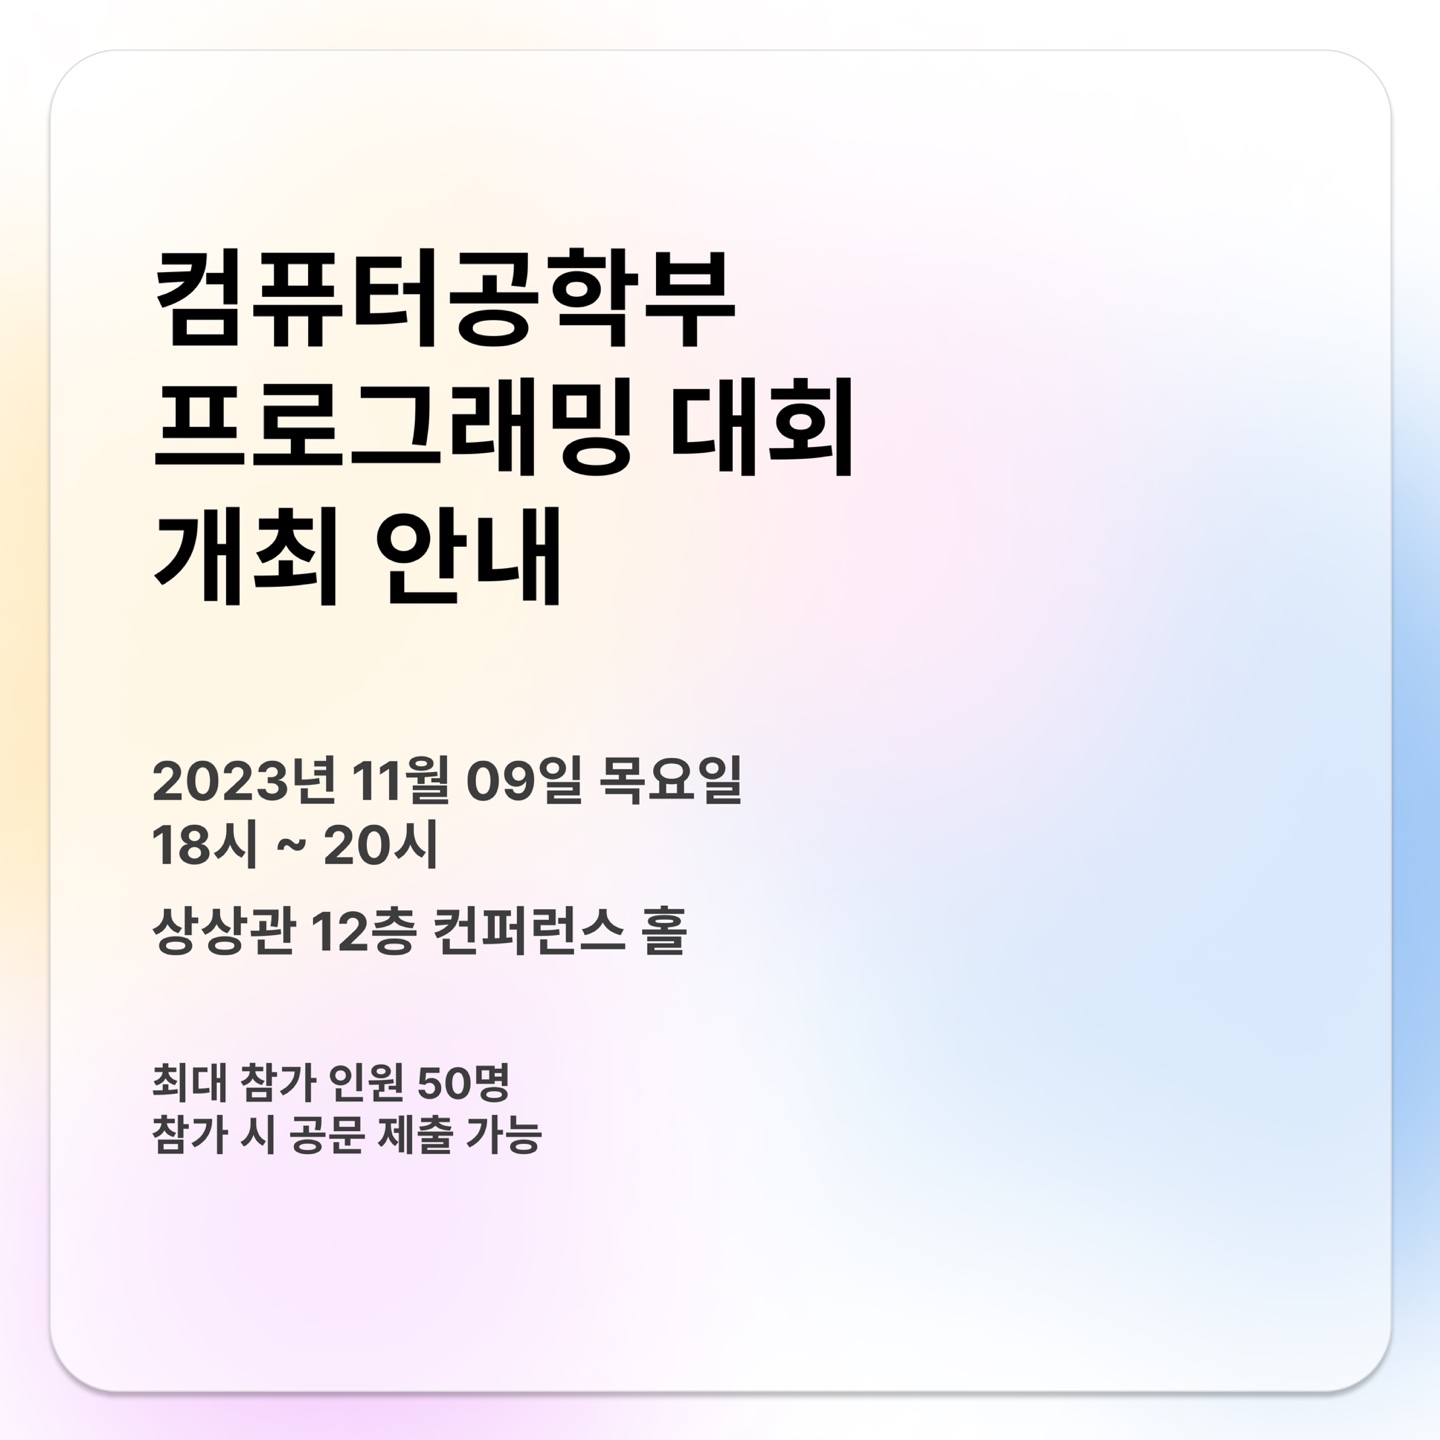 컴퓨터공학부
프로그래밍 대회
개최 안내
2023년 11월 09일 목요일
18시 ~ 20시
상상관 12층 컨퍼런스 홀
최대 참가 인원 50명
참가 시 공문 제출 가능